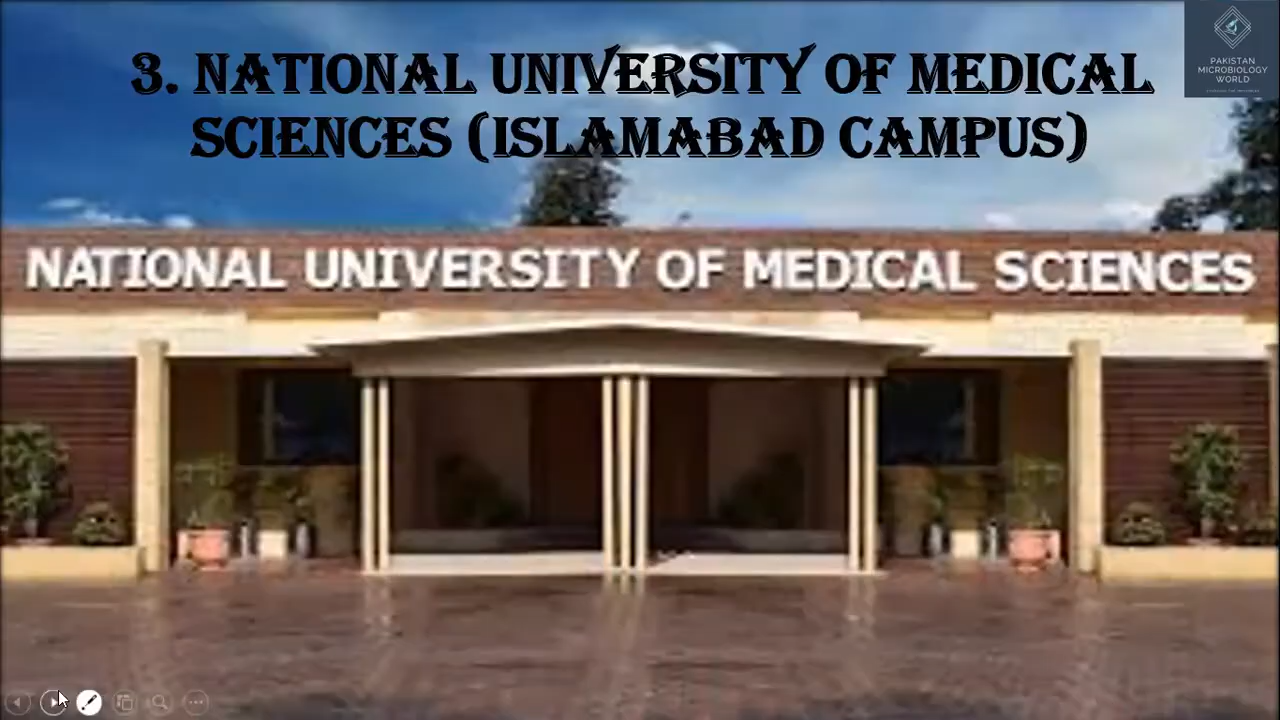 3. NATIONAL UNIVERSITY OF MEDICAL
SCIENCES (ISLAMABAD CAMPUS)
PAKISTAN
MICROBIOLOGY
WORLD
NATIONAL UNIVERSITY OF MEDICAL SCIENCES